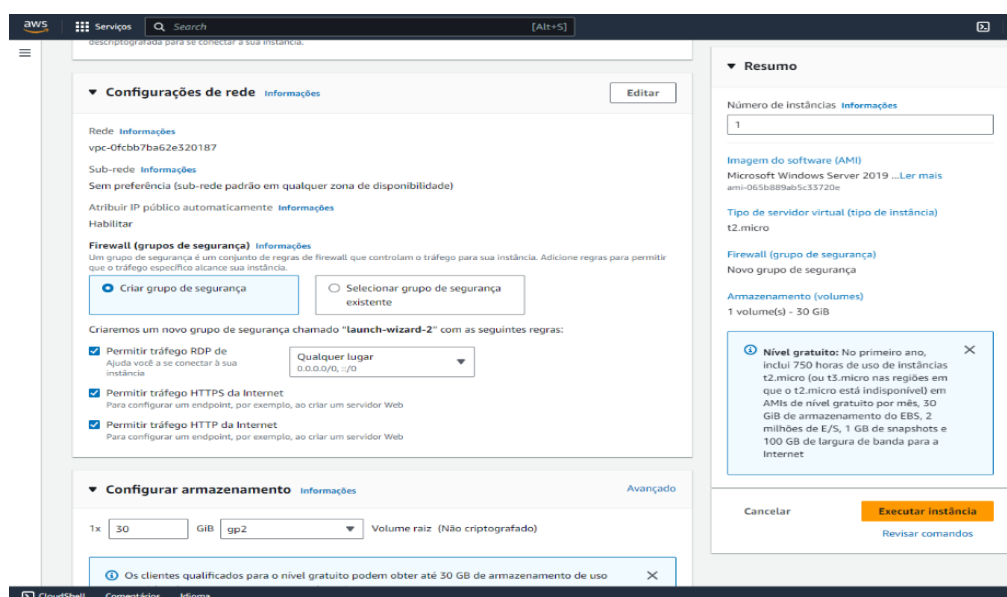 aws
Serviços
Search
[Alt+S]
descriptografada para se conectar à sua instância.
Configurações de rede Informações
Editar
Rede Informações
vpc-0fcbb7ba62e320187
Sub-rede Informações
Sem preferência (sub-rede padrão em qualquer zona de disponibilidade)
Atribuir IP público automaticamente Informações
Habilitar
Firewall (grupos de segurança) Informações
Um grupo de segurança é um conjunto de regras de firewall que controlam o tráfego para sua instância. Adicione regras para permitir
que o tráfego específico alcance sua instância.
Criar grupo de segurança
Selecionar grupo de segurança
existente
Criaremos um novo grupo de segurança chamado "launch-wizard-2" com as seguintes regras:
Permitir tráfego RDP de
Ajuda você a se conectar à sua
instância
Qualquer lugar
0.0.0.0/0, ::/0
Permitir tráfego HTTPS da Internet
Para configurar um endpoint, por exemplo, ao criar um servidor Web
Permitir tráfego HTTP da Internet
Para configurar um endpoint, por exemplo, ao criar um servidor Web
Configurar armazenamento Informações
Avançado
1x 30 GiB gp2 Volume raiz (Não criptografado)
Os clientes qualificados para o nível gratuito podem obter até 30 GB de armazenamento de uso
Resumo
Número de instâncias Informações
1
Imagem do software (AMI)
Microsoft Windows Server 2019 ...Ler mais
ami-065b889ab5c33720e
Tipo de servidor virtual (tipo de instância)
t2.micro
Firewall (grupo de segurança)
Novo grupo de segurança
Armazenamento (volumes)
1 volume(s) - 30 GiB
Nível gratuito: No primeiro ano,
inclui 750 horas de uso de instâncias
t2.micro (ou t3.micro nas regiões em
que o t2.micro está indisponível) em
AMIs de nível gratuito por mês, 30
GiB de armazenamento do EBS, 2
milhões de E/S, 1 GB de snapshots e
100 GB de largura de banda para a
Internet
Cancelar
Executar instância
Revisar comandos
CloudShell Comentários Idioma